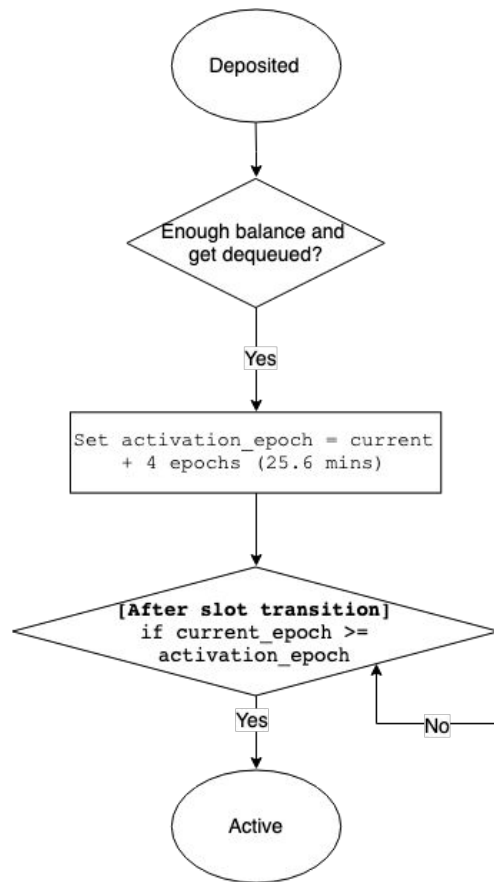 Deposited
Enough balance and
get dequeued?
Yes
Set activation_epoch = current
+ 4 epochs (25.6 mins)
[After slot transition]
if current_epoch >=
activation_epoch
Yes
No
Active